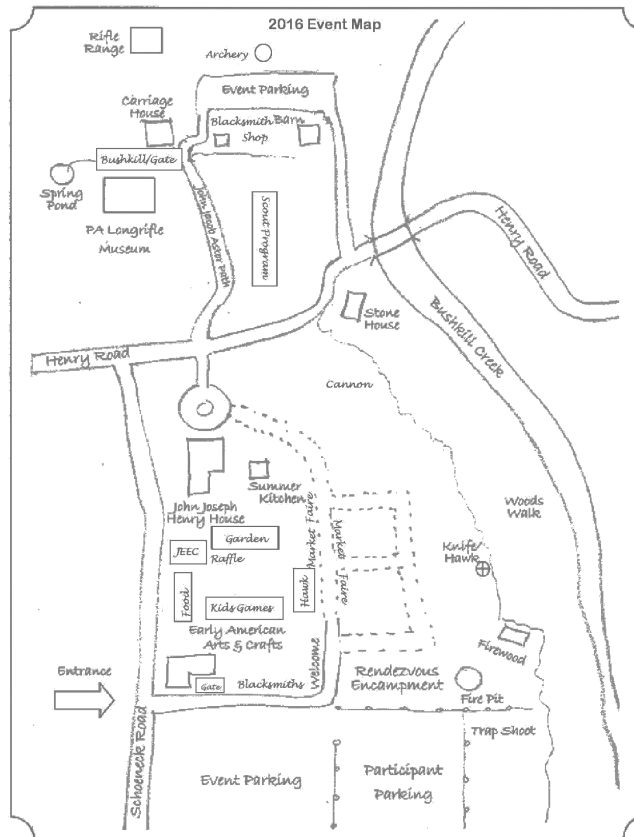 2016 Event Map
Rifle
Range
Archery
Event Parking
Carriage
House
Blacksmith
Shop
Barn
Bushkill/Gate
Spring
Pond
PA Longrifle
Museum
John Jacob Astor Path
Scout Program
Henry Road
Stone
House
Bushkill Creek
Henry Road
Cannon
Summer
Kitchen
John Joseph
Henry House
Woods
Walk
Market Faire
Market
Faire
Garden
JEEC
Raffle
Knife/
Hawk
Food
Kids Games
Hawk
Early American
Arts & Crafts
Firewood
Welcome
Entrance
Gate
Blacksmiths
Rendezvous
Encampment
Fire Pit
Trap Shoot
Schoeneck Road
Event Parking
Participant
Parking